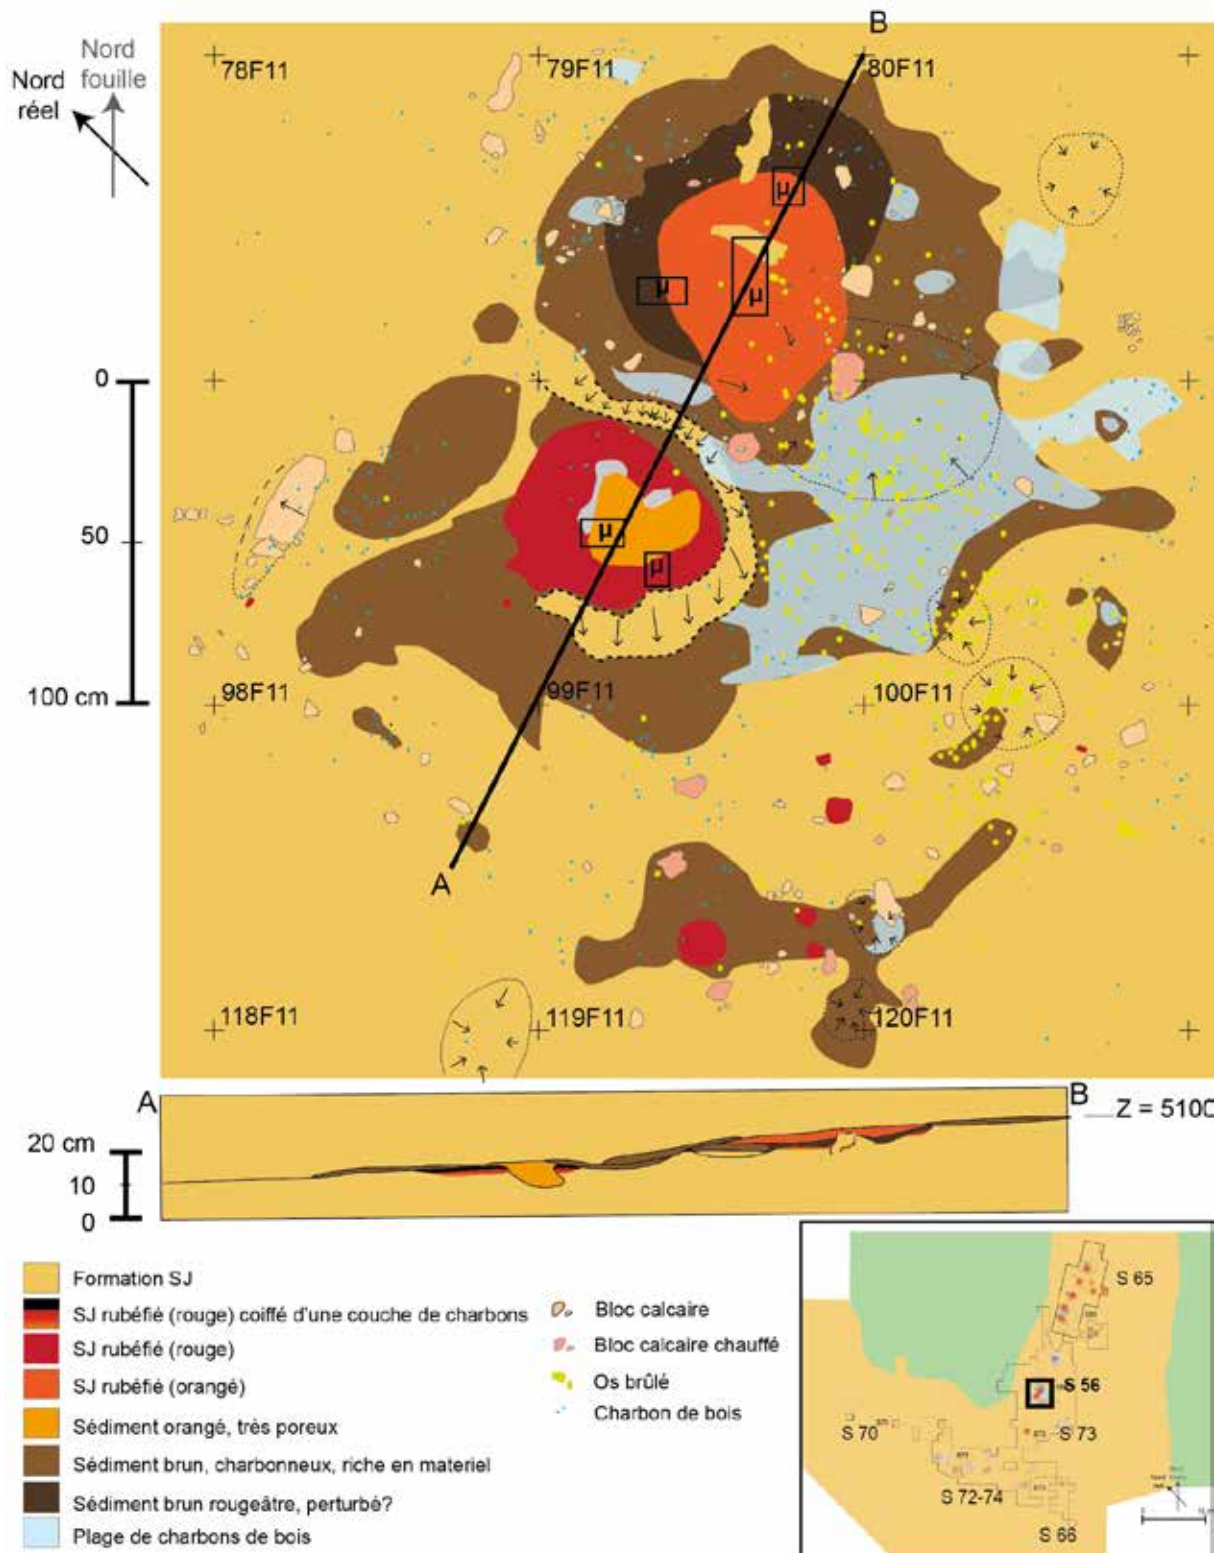 B
Nord
fouille
Nord
réel
78F11
79F11
80F11
μ
μ
μ
0
50
μ
μ
100 cm
98F11
99F11
100F11
A
118F11
119F11
120F11
A
B
Z = 5100
20 cm
10
0
Formation SJ
SJ rubéfié (rouge) coiffé d'une couche de charbons
SJ rubéfié (rouge)
SJ rubéfié (orangé)
Sédiment orangé, très poreux
Sédiment brun, charbonneux, riche en materiel
Sédiment brun rougeâtre, perturbé?
Plage de charbons de bois
Bloc calcaire
Bloc calcaire chauffé
Os brûlé
Charbon de bois
S 65
S 56
S 70
S 73
S 72-74
S 66